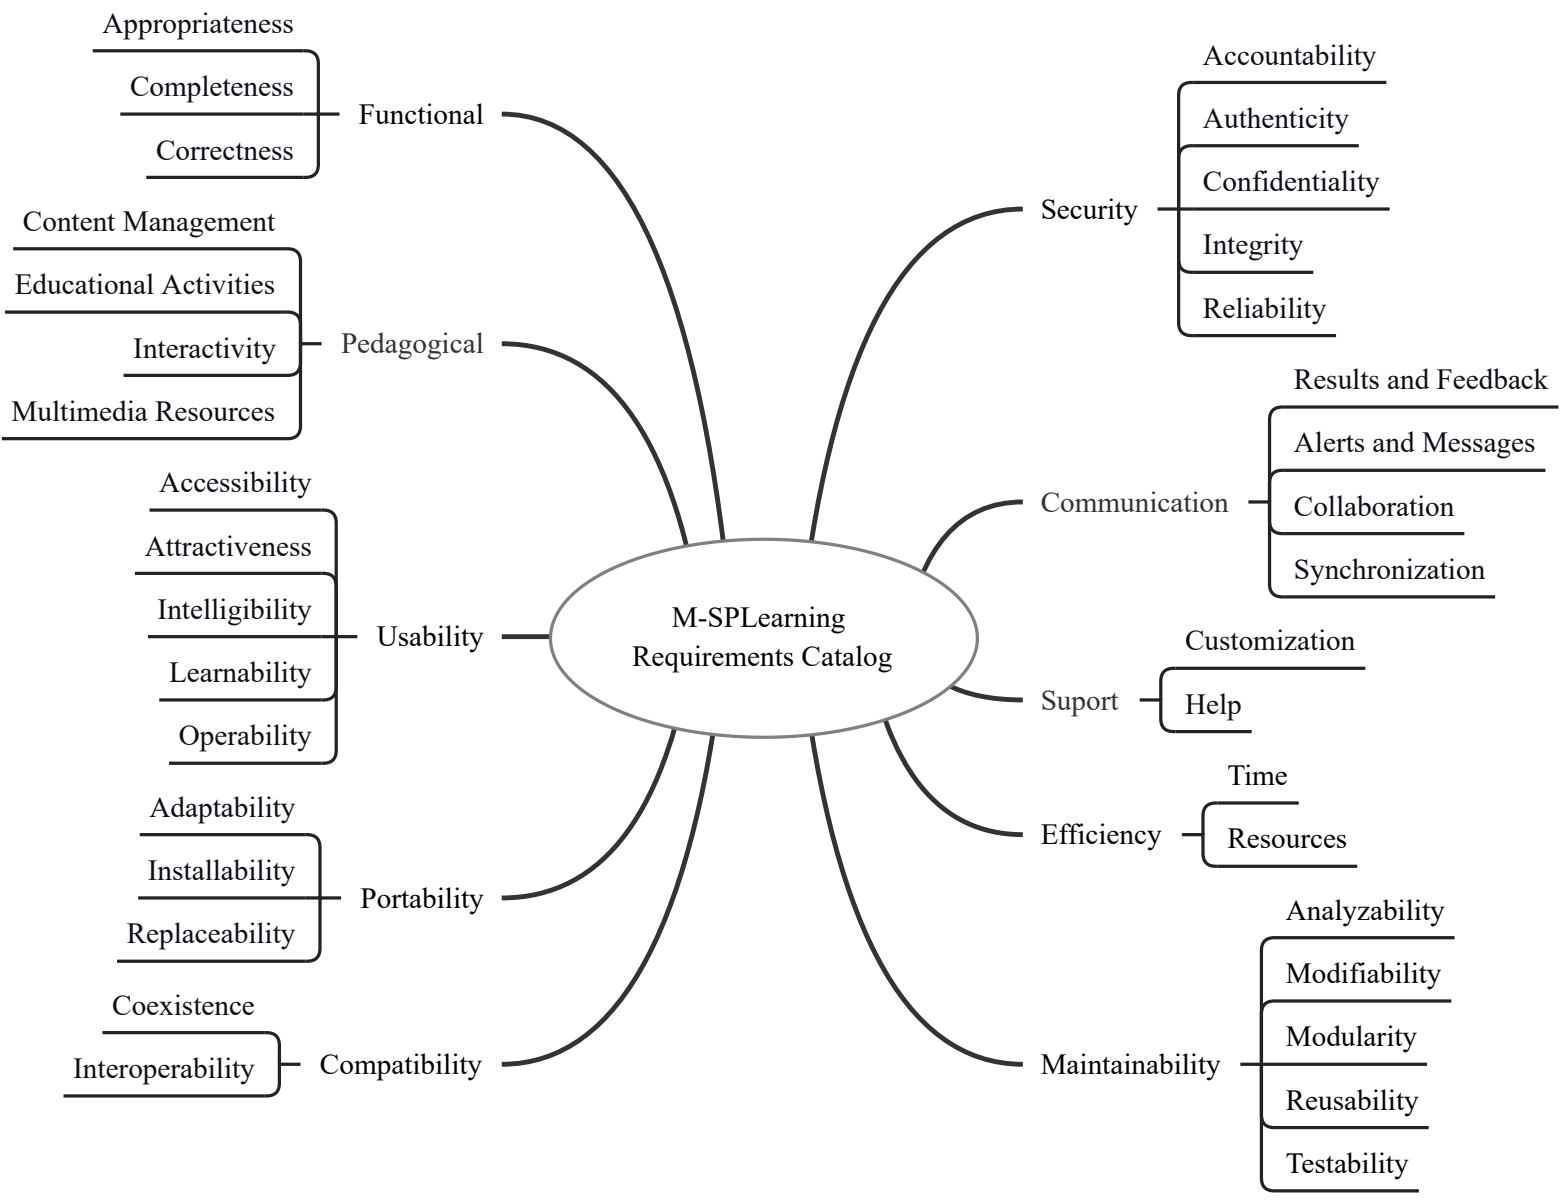 Appropriateness
Completeness
Correctness
Functional
Content Management
Educational Activities
Interactivity
Multimedia Resources
Pedagogical
Accessibility
Attractiveness
Intelligibility
Learnability
Operability
Usability
Adaptability
Installability
Replaceability
Portability
Coexistence
Interoperability
Compatibility
M-SPLearning
Requirements Catalog
Security
Accountability
Authenticity
Confidentiality
Integrity
Reliability
Communication
Results and Feedback
Alerts and Messages
Collaboration
Synchronization
Suport
Customization
Help
Efficiency
Time
Resources
Maintainability
Analyzability
Modifiability
Modularity
Reusability
Testability